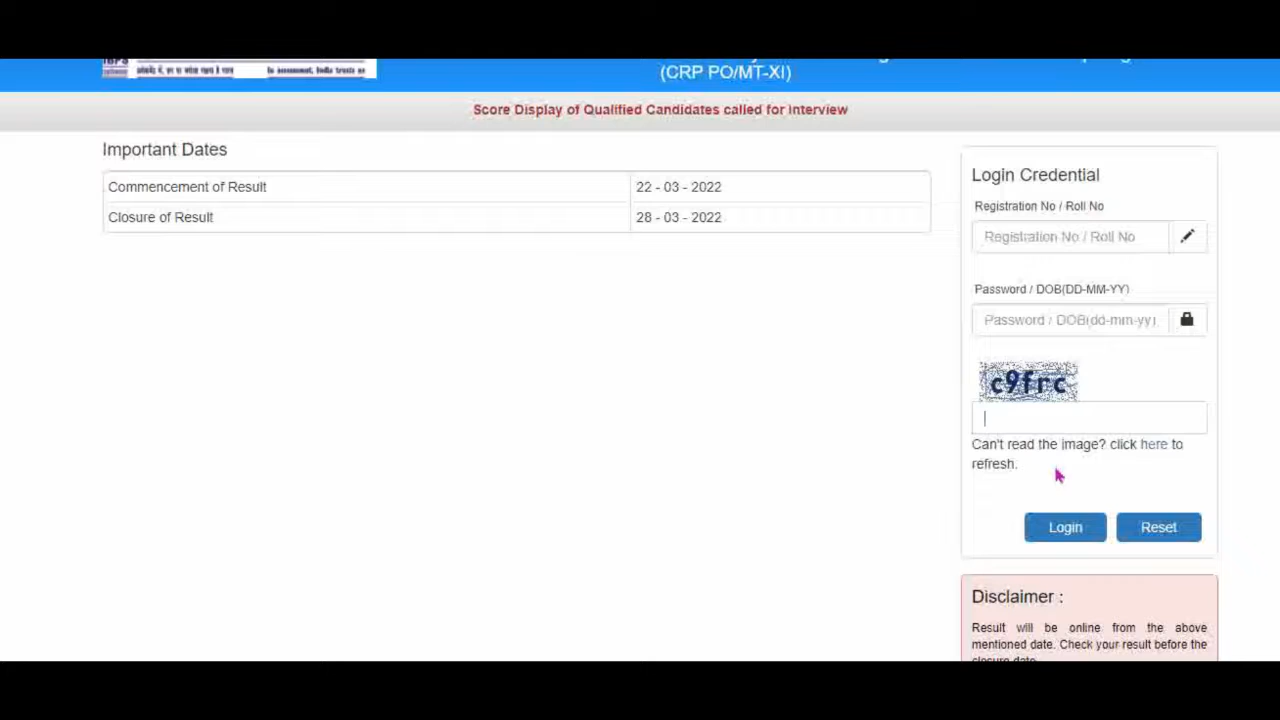 IBPS
(CRP PO/MT-XI)
Score Display of Qualified Candidates called for Interview
Important Dates
Commencement of Result 22 - 03 - 2022
Closure of Result 28 - 03 - 2022
Login Credential
Registration No / Roll No
Registration No / Roll No
Password / DOB(DD-MM-YY)
Password / DOB(dd-mm-yy)
c9frc
Can't read the image? click here to
refresh.
Login Reset
Disclaimer :
Result will be online from the above
mentioned date. Check your result before the
closure date